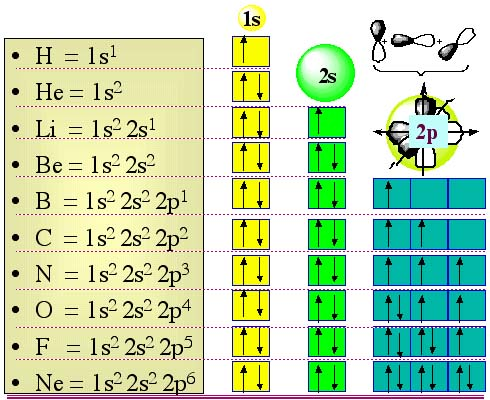 1s
2s
2p
• H = 1s¹
• He = 1s²
• Li = 1s² 2s¹
• Be = 1s² 2s²
• B = 1s² 2s² 2p¹
• C = 1s² 2s² 2p²
• N = 1s² 2s² 2p³
• O = 1s² 2s² 2p⁴
• F = 1s² 2s² 2p⁵
• Ne = 1s² 2s² 2p⁶